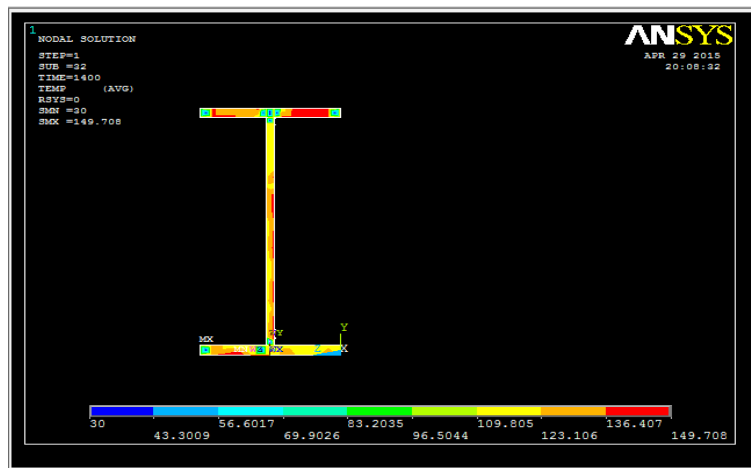 1
NODAL SOLUTION
ANSYS
STEP=1
SUB =32
TIME=1400
TEMP (AVG)
RSYS=0
SMN =30
SMX =149.708
APR 29 2015
20:08:32
MX
Y
Z
X
30
56.6017
83.2035
109.805
136.407
43.3009
69.9026
96.5044
123.106
149.708